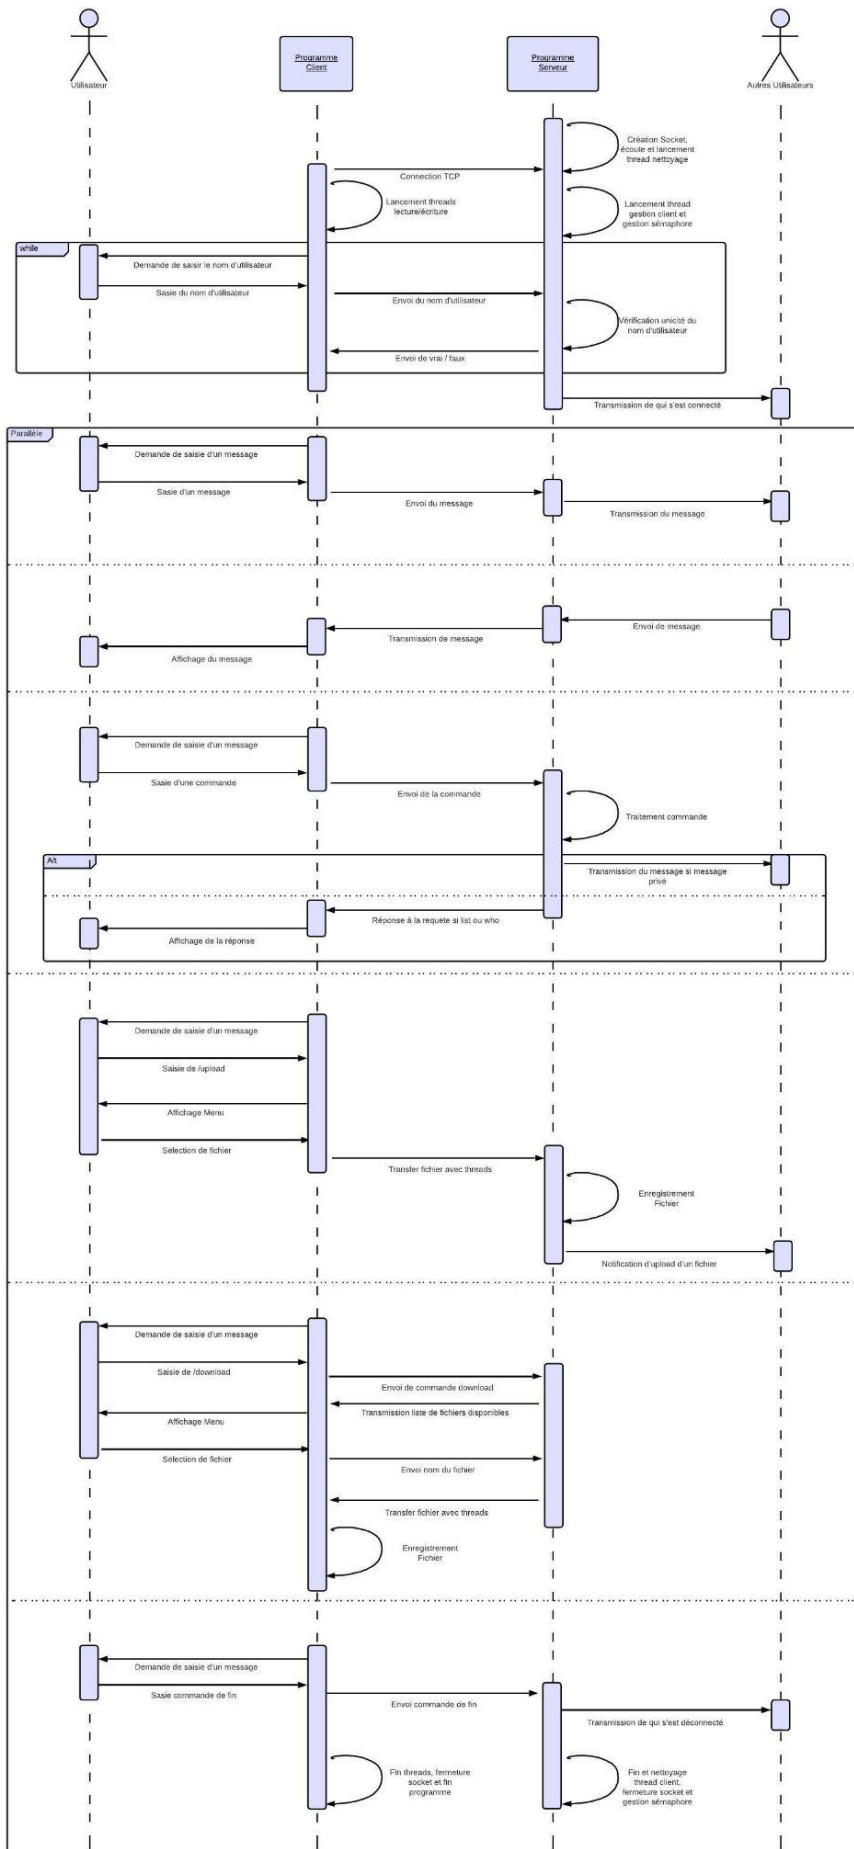 Utilisateur
Programme
Client
Programme
Serveur
Autres Utilisateurs
Création Socket,
écoute et lancement
thread nettoyage
Connection TCP
Lancement threads
lecture/écriture
Lancement thread
gestion client et
gestion sémaphore
while
Demande de saisir le nom d'utilisateur
Sasie du nom d'utilisateur
Envoi du nom d'utilisateur
Vérification unicité du
nom d'utilisateur
Envoi de vrai / faux
Transmission de qui s'est connecté
Parallèle
Demande de saisie d'un message
Sasie d'un message
Envoi du message
Transmission du message
Envoi de message
Transmission de message
Affichage du message
Demande de saisie d'un message
Sasie d'une commande
Envoi de la commande
Traitement commande
Alt
Transmission du message si message
privé
Réponse à la requete si list ou who
Affichage de la réponse
Demande de saisie d'un message
Saisie de /upload
Affichage Menu
Selection de fichier
Transfer fichier avec threads
Enregistrement
Fichier
Notification d'upload d'un fichier
Demande de saisie d'un message
Saisie de /download
Envoi de commande download
Transmission liste de fichiers disponibles
Affichage Menu
Selection de fichier
Envoi nom du fichier
Transfer fichier avec threads
Enregistrement
Fichier
Demande de saisie d'un message
Sasie commande de fin
Envoi commande de fin
Transmission de qui s'est déconnecté
FIn threads, fermeture
socket et fin
programme
Fin et nettoyage
thread client,
fermeture socket et
gestion sémaphore